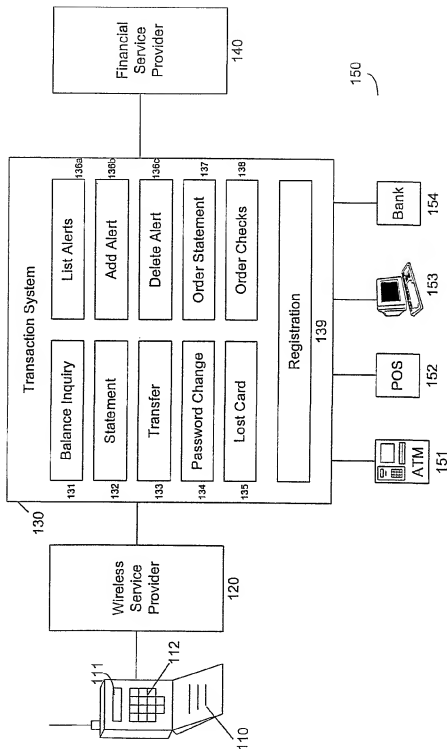 111
112
110
Wireless
Service
Provider
120
130
Transaction System
131
Balance Inquiry
132
Statement
133
Transfer
134
Password Change
135
Lost Card
List Alerts
136a
Add Alert
136b
Delete Alert
136c
Order Statement
137
Order Checks
138
Registration
139
Financial
Service
Provider
140
ATM
151
POS
152
153
Bank
154
150